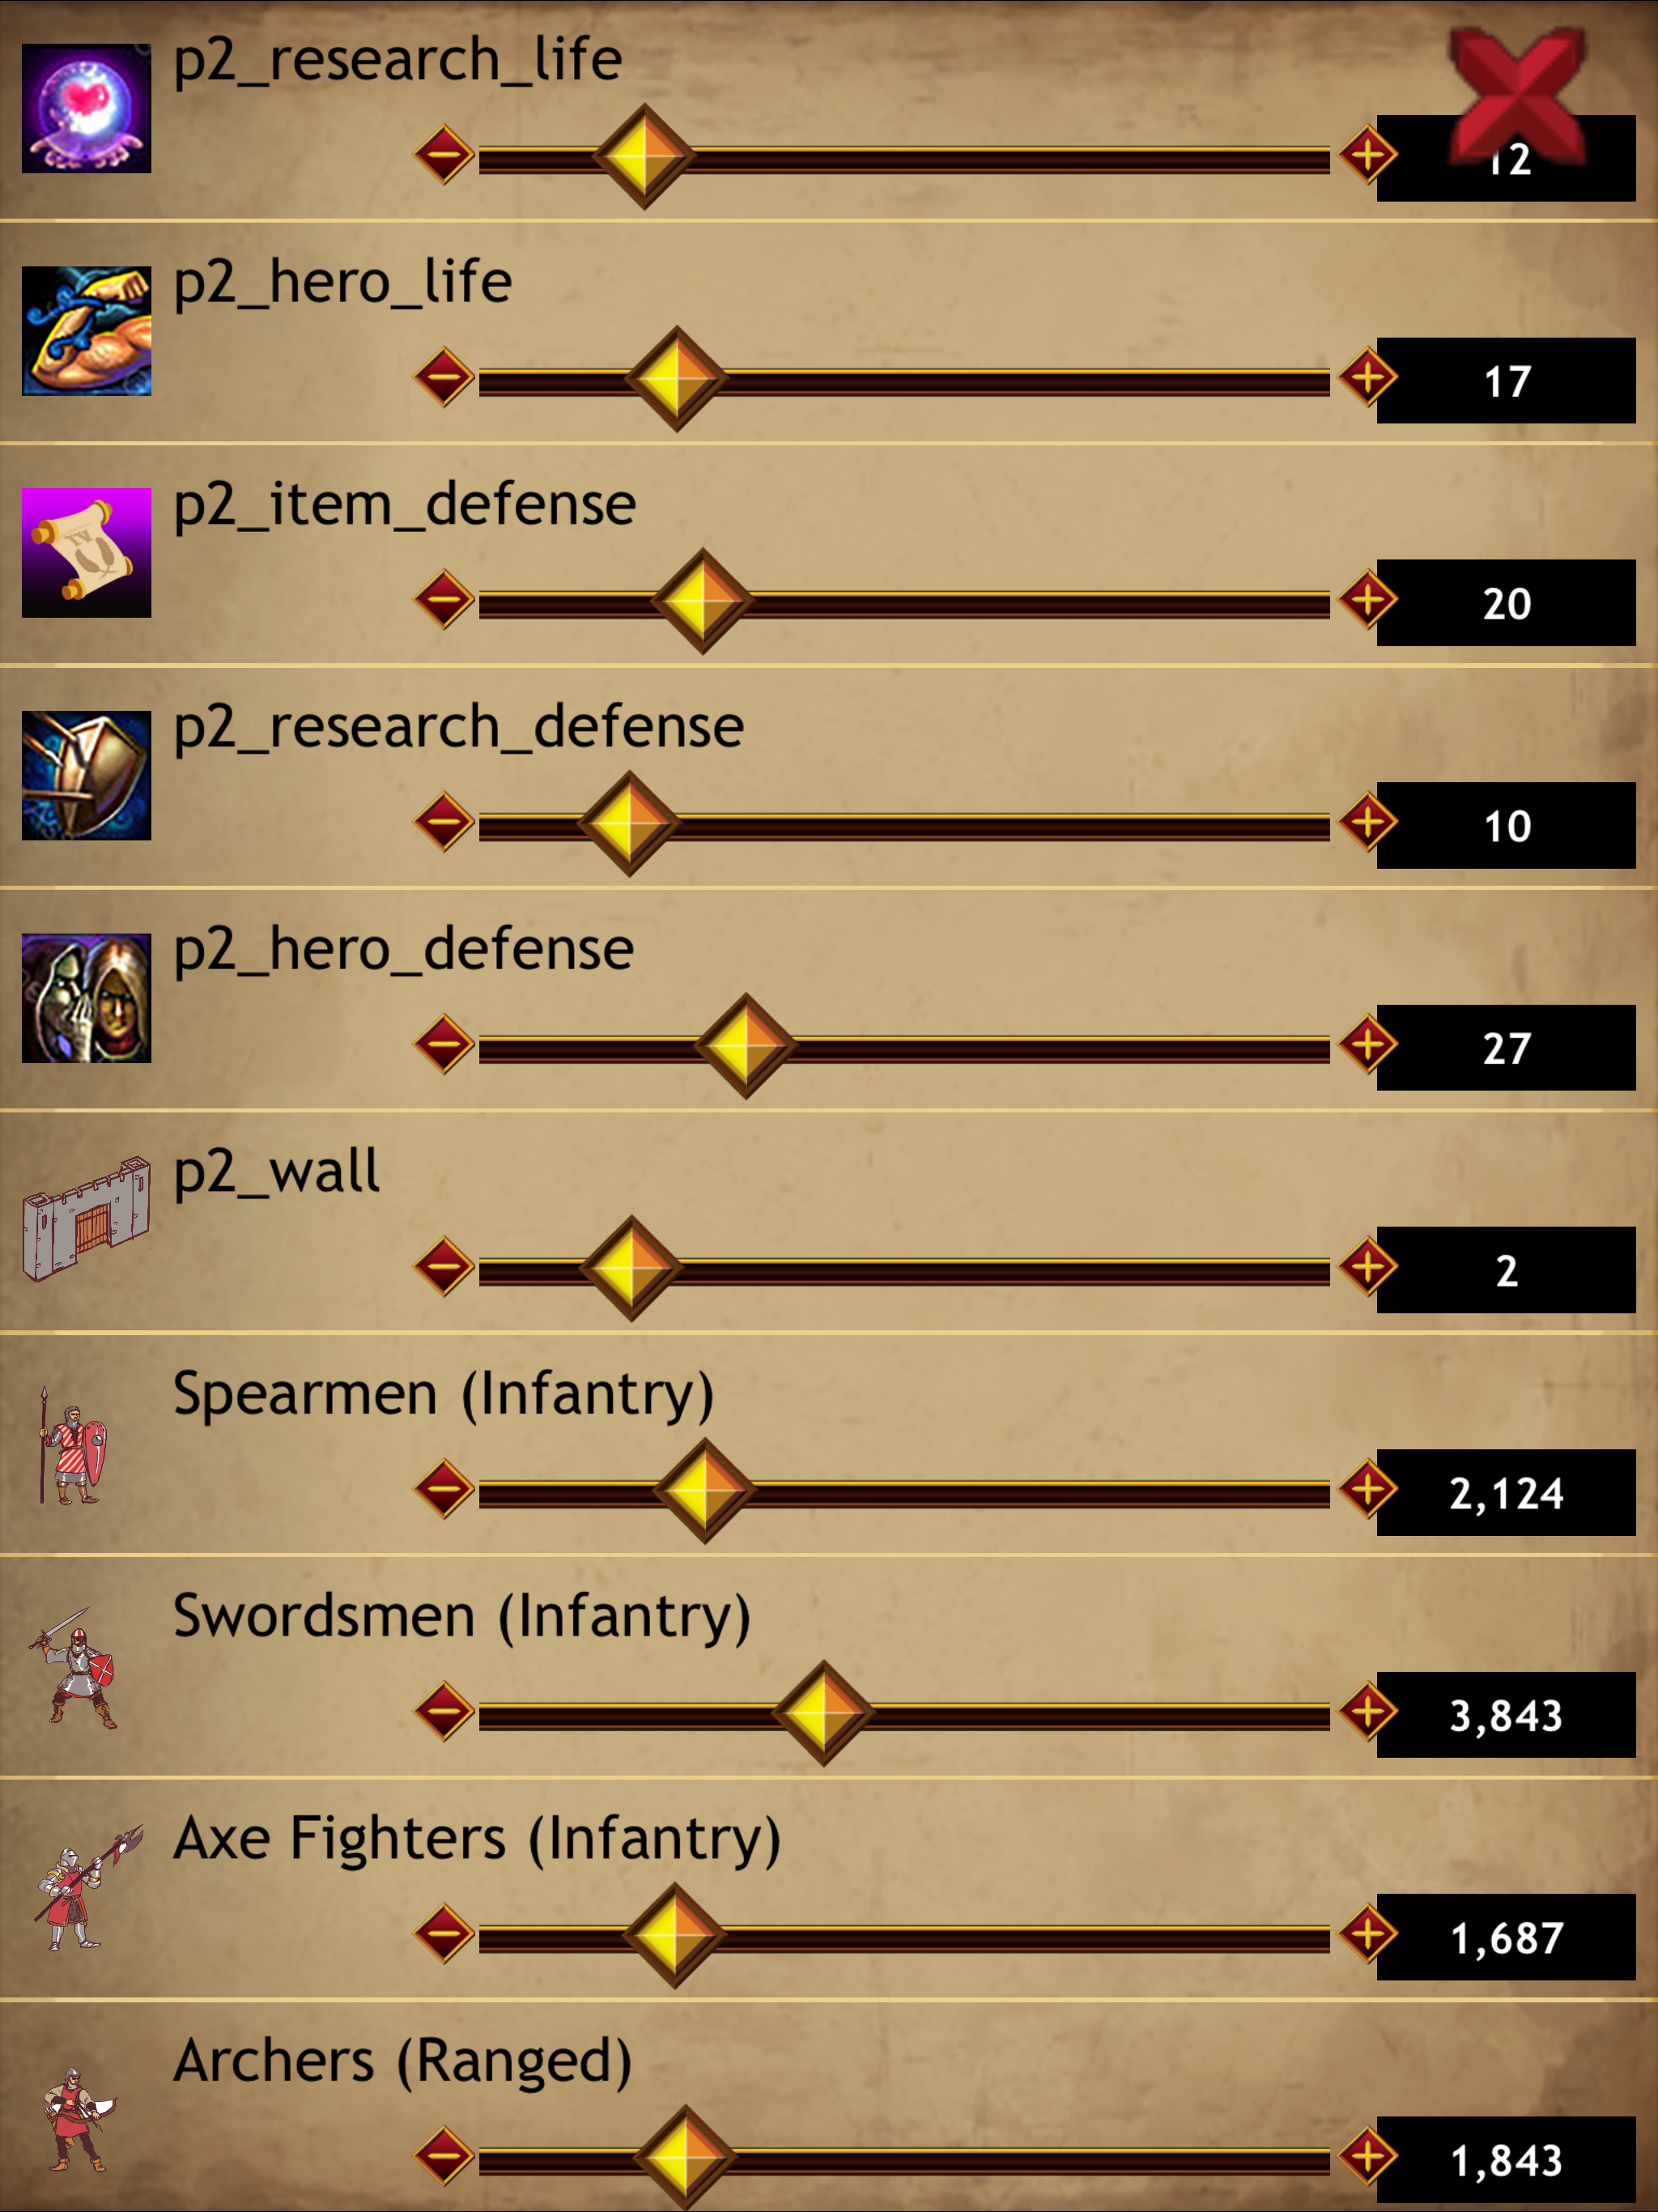 p2_research_life
12
p2_hero_life
17
p2_item_defense
20
p2_research_defense
10
p2_hero_defense
27
p2_wall
2
Spearmen (Infantry)
2,124
Swordsmen (Infantry)
3,843
Axe Fighters (Infantry)
1,687
Archers (Ranged)
1,843